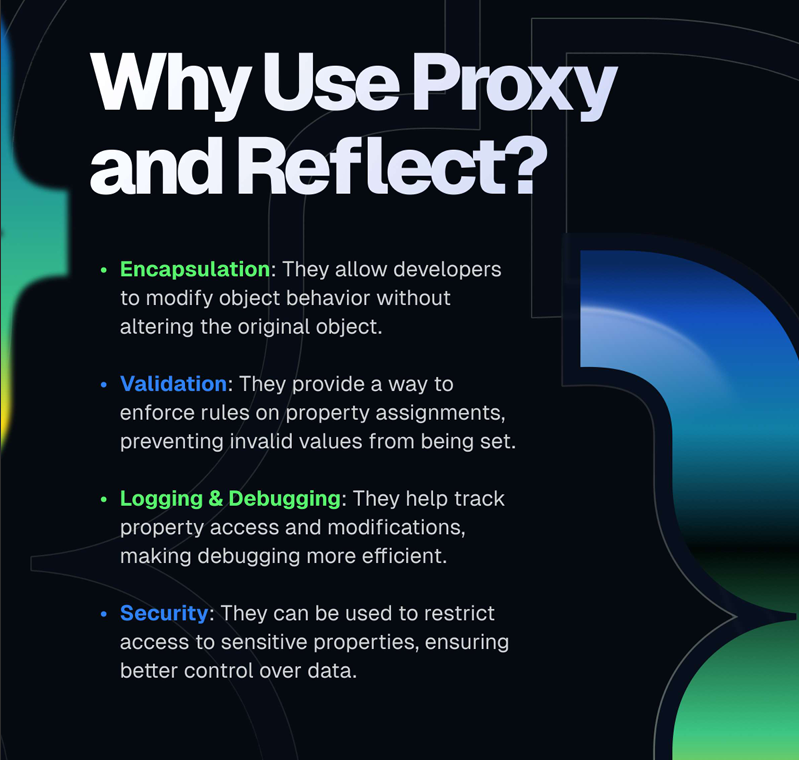 Why Use Proxy
and Reflect?
• Encapsulation: They allow developers
to modify object behavior without
altering the original object.
• Validation: They provide a way to
enforce rules on property assignments,
preventing invalid values from being set.
• Logging & Debugging: They help track
property access and modifications,
making debugging more efficient.
• Security: They can be used to restrict
access to sensitive properties, ensuring
better control over data.